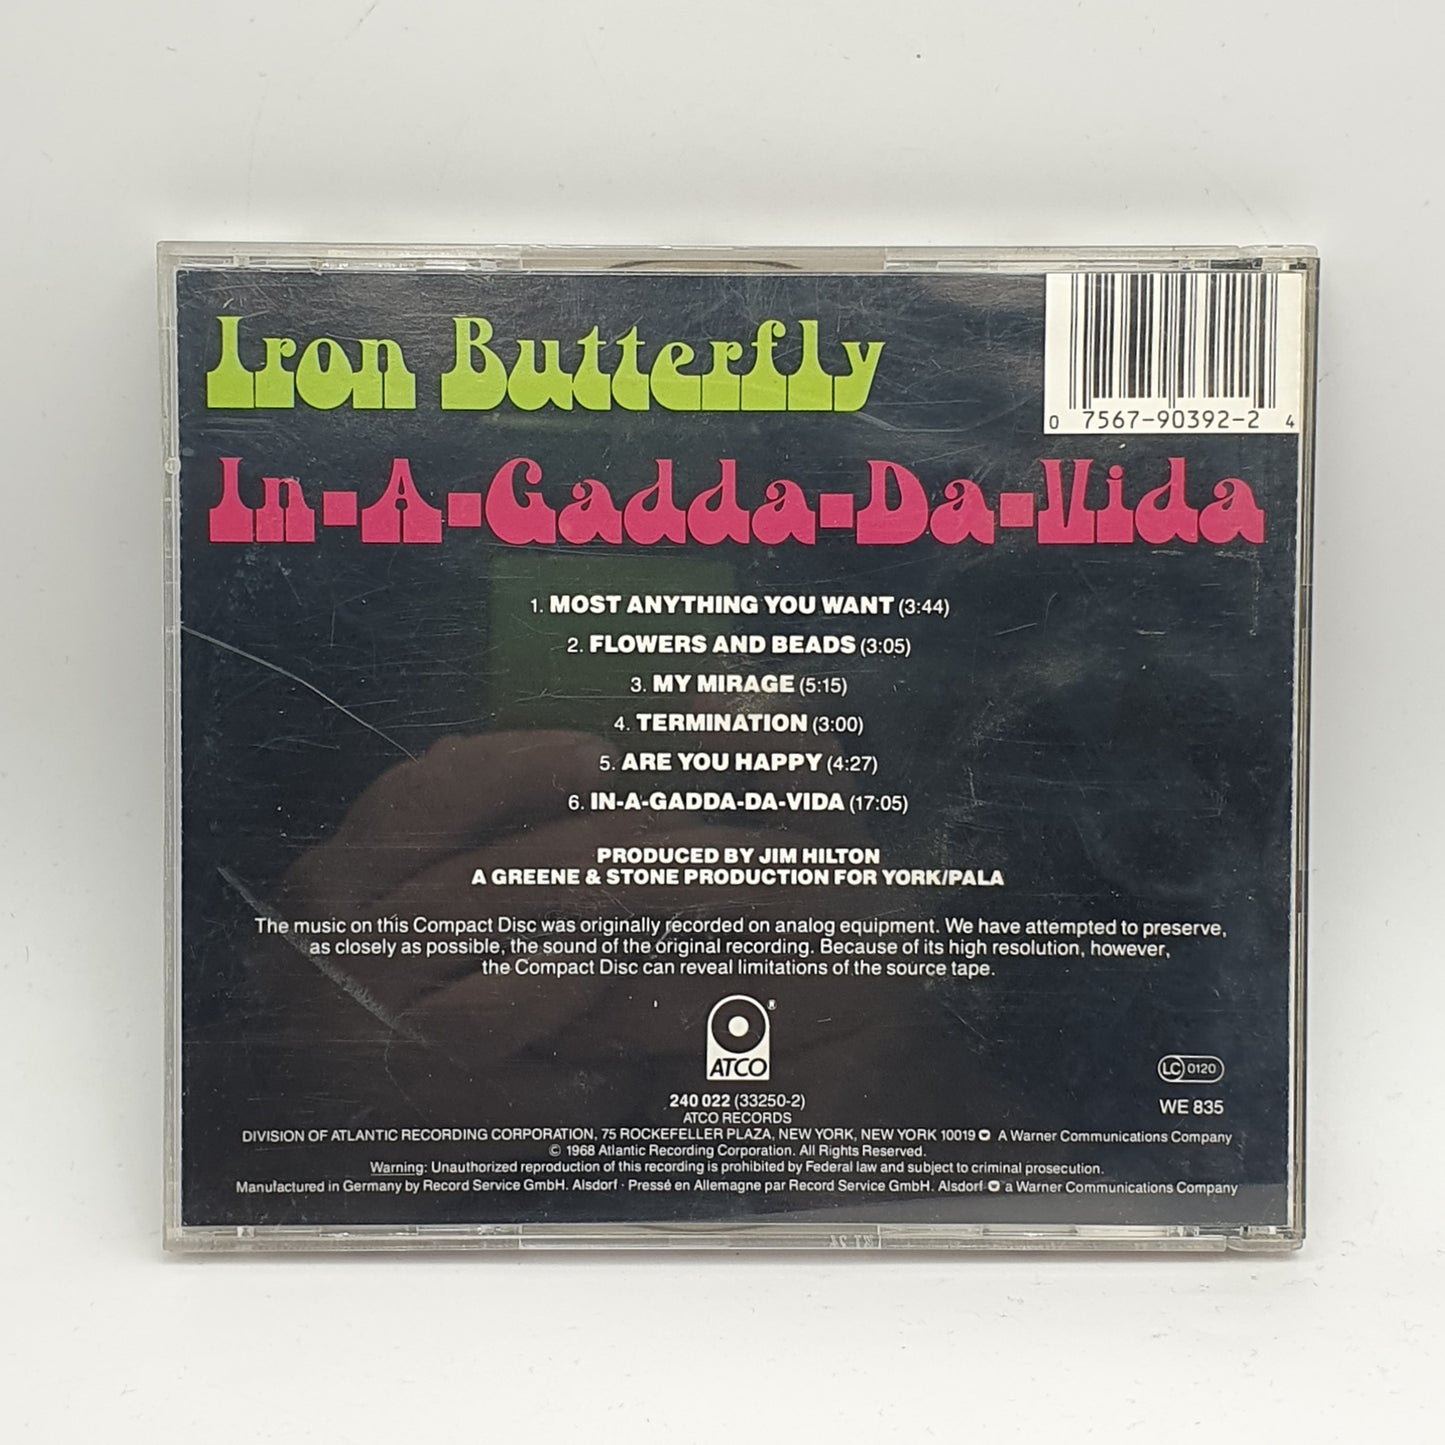 Iron Butterfly
0 7567-90392-2 4
In-A-Gadda-Da-Vida
1. MOST ANYTHING YOU WANT (3:44)
2. FLOWERS AND BEADS (3:05)
3. MY MIRAGE (5:15)
4. TERMINATION (3:00)
5. ARE YOU HAPPY (4:27)
6. IN-A-GADDA-DA-VIDA (17:05)
PRODUCED BY JIM HILTON
A GREENE & STONE PRODUCTION FOR YORK/PALA
The music on this Compact Disc was originally recorded on analog equipment. We have attempted to preserve,
as closely as possible, the sound of the original recording. Because of its high resolution, however,
the Compact Disc can reveal limitations of the source tape.
®
ATCO
LC 0120
240 022 (33250-2)
WE 835
ATCO RECORDS
DIVISION OF ATLANTIC RECORDING CORPORATION, 75 ROCKEFELLER PLAZA, NEW YORK, NEW YORK 10019 A Warner Communications Company
© 1968 Atlantic Recording Corporation. All Rights Reserved.
Warning: Unauthorized reproduction of this recording is prohibited by Federal law and subject to criminal prosecution.
Manufactured in Germany by Record Service GmbH. Alsdorf · Pressé en Allemagne par Record Service GmbH. Alsdorf a Warner Communications Company